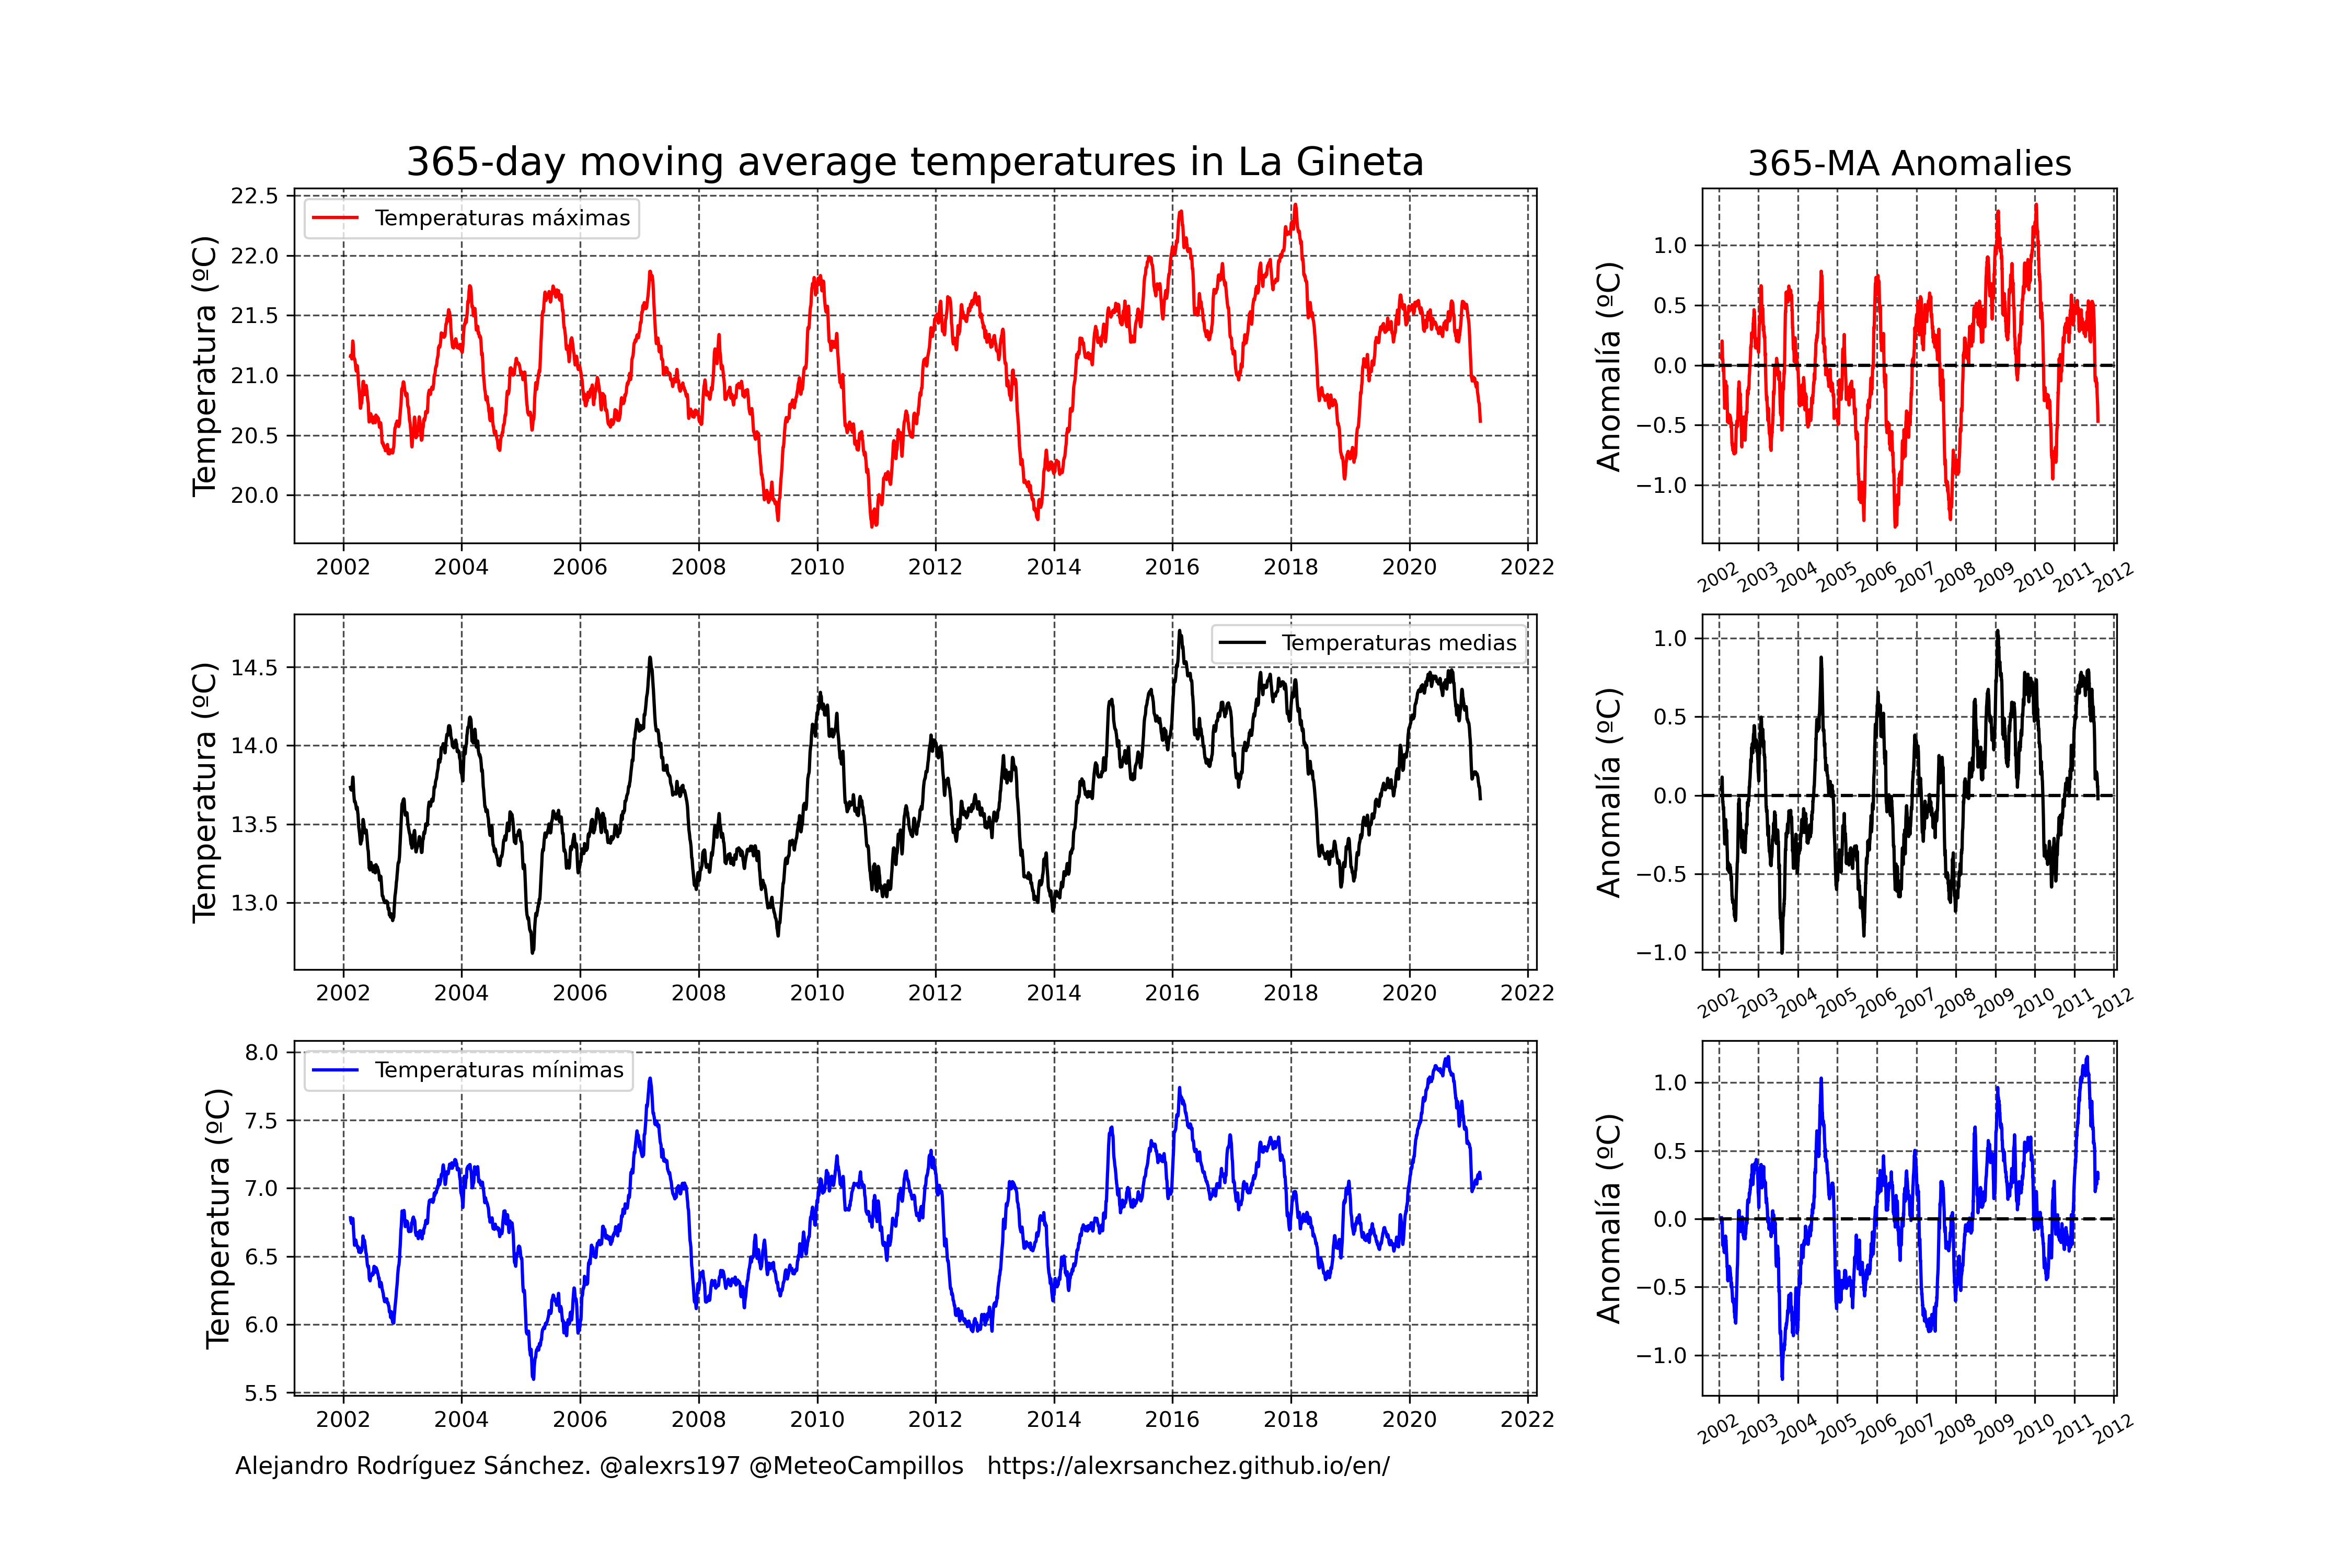 365-day moving average temperatures in La Gineta
365-MA Anomalies
Temperatura (ºC)
22.5
22.0
21.5
21.0
20.5
20.0
Temperaturas máximas
2002 2004 2006 2008 2010 2012 2014 2016 2018 2020 2022
Anomalía (ºC)
1.0
0.5
0.0
−0.5
−1.0
2002 2003 2004 2005 2006 2007 2008 2009 2010 2011 2012
Temperatura (ºC)
14.5
14.0
13.5
13.0
Temperaturas medias
2002 2004 2006 2008 2010 2012 2014 2016 2018 2020 2022
Anomalía (ºC)
1.0
0.5
0.0
−0.5
−1.0
2002 2003 2004 2005 2006 2007 2008 2009 2010 2011 2012
Temperatura (ºC)
8.0
7.5
7.0
6.5
6.0
5.5
Temperaturas mínimas
2002 2004 2006 2008 2010 2012 2014 2016 2018 2020 2022
Anomalía (ºC)
1.0
0.5
0.0
−0.5
−1.0
2002 2003 2004 2005 2006 2007 2008 2009 2010 2011 2012
Alejandro Rodríguez Sánchez. @alexrs197 @MeteoCampillos https://alexrsanchez.github.io/en/